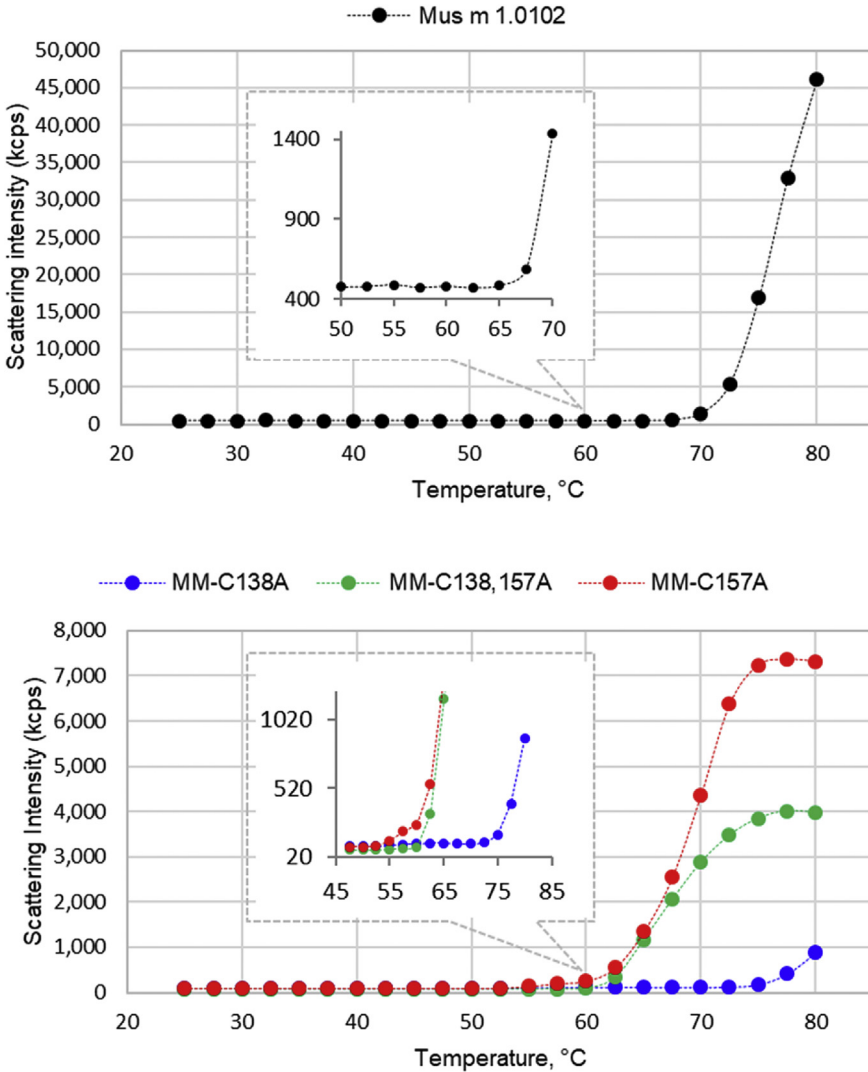 Mus m 1.0102
Scattering intensity (kcps)
50,000
45,000
40,000
35,000
30,000
25,000
20,000
15,000
10,000
5,000
0
1400
900
400
50 55 60 65 70
20 30 40 50 60 70 80
Temperature, °C
MM-C138A MM-C138,157A MM-C157A
Scattering Intensity (kcps)
8,000
7,000
6,000
5,000
4,000
3,000
2,000
1,000
0
1020
520
20
45 55 65 75 85
20 30 40 50 60 70 80
Temperature, °C